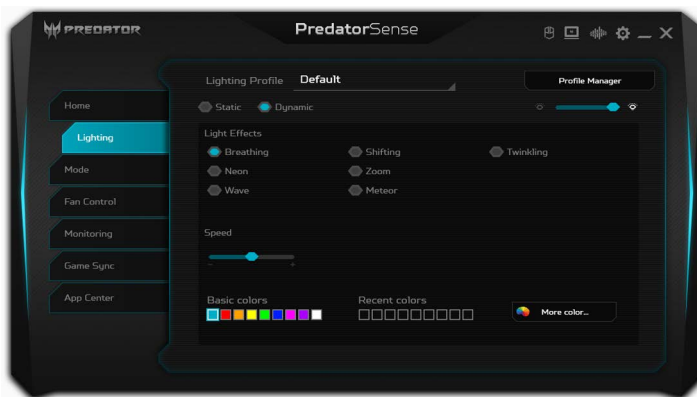 PREDATOR
PredatorSense
Lighting Profile Default
Profile Manager
Static Dynamic
Home
Lighting
Mode
Fan Control
Monitoring
Game Sync
App Center
Light Effects
Breathing Shifting Twinkling
Neon Zoom
Wave Meteor
Speed
- +
Basic colors Recent colors
More color...